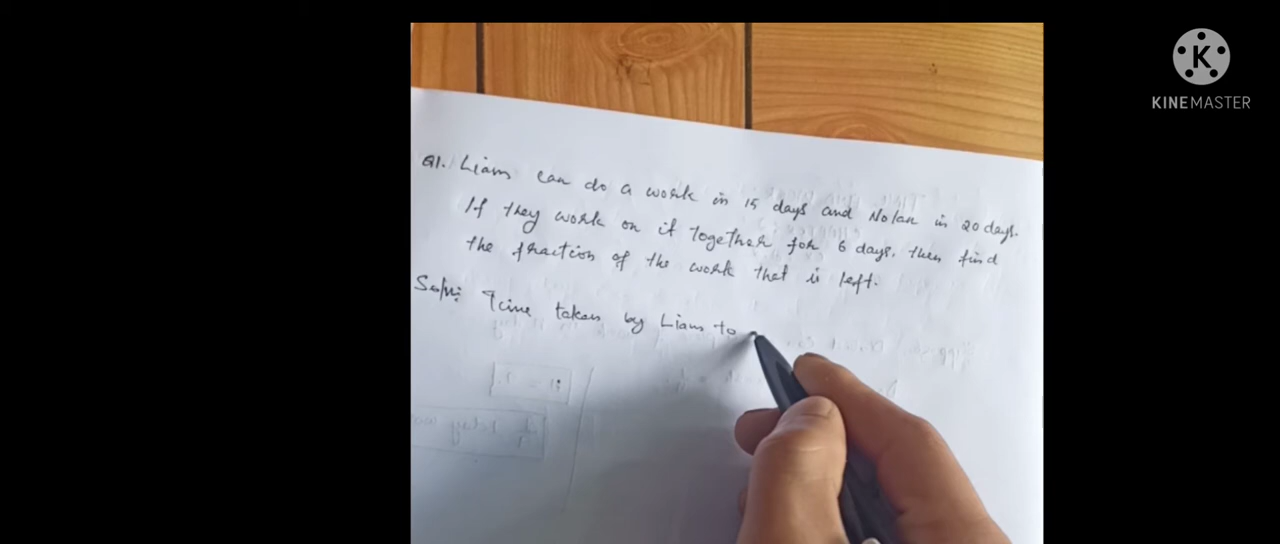 KINEMASTER
Q1. Liam can do a work in 15 days and Nolan in 20 days.
If they work on it together for 6 days, then find
the fraction of the work that is left.
Soln: Time taken by Liam to